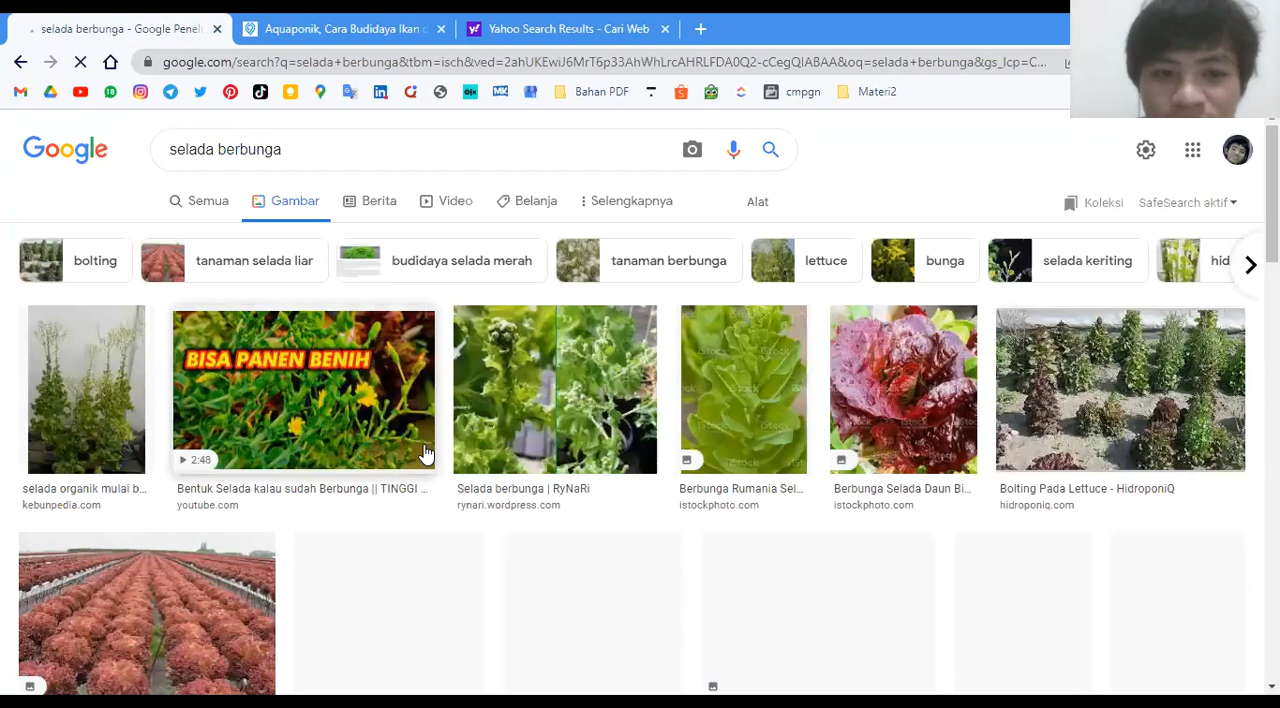 selada berbunga - Google Penelu
Aquaponik, Cara Budidaya Ikan d
Yahoo Search Results - Cari Web
google.com/search?q=selada+berbunga&tbm=isch&ved=2ahUKEwiJ6MrT6p33AhWhLrcAHRLFDA0Q2-cCegQIABAA&oq=selada+berbunga&gs_lcp=C...
Bahan PDF
cmpgn
Materi2
Google
selada berbunga
Semua
Gambar
Berita
Video
Belanja
Selengkapnya
Alat
Koleksi
SafeSearch aktif
bolting
tanaman selada liar
budidaya selada merah
tanaman berbunga
lettuce
bunga
selada keriting
hid
BISA PANEN BENIH
2:48
selada organik mulai b...
kebunpedia.com
Bentuk Selada kalau sudah Berbunga || TINGGI ...
youtube.com
Selada berbunga | RyNaRi
rynari.wordpress.com
Berbunga Rumania Sel...
istockphoto.com
Berbunga Selada Daun Bi...
istockphoto.com
Bolting Pada Lettuce - HidroponiQ
hidroponiq.com